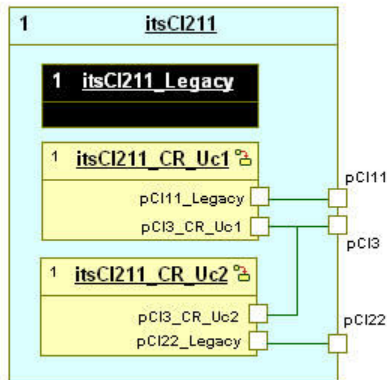 1 itsCl211
1 itsCl211_Legacy
1 itsCl211_CR_Uc1
pCl11_Legacy
pCl11
pCl3_CR_Uc1
pCl3
1 itsCl211_CR_Uc2
pCl3_CR_Uc2
pCl22
pCl22_Legacy